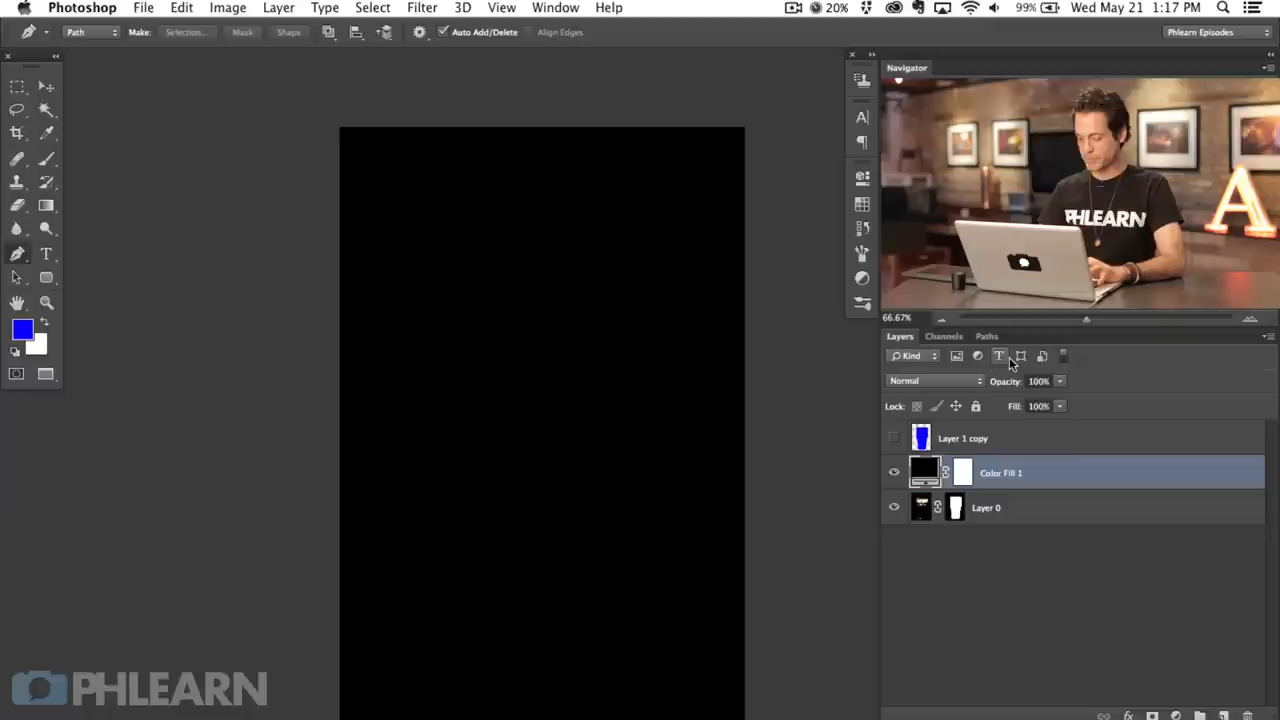 Photoshop File Edit Image Layer Type Select Filter 3D View Window Help 20% 99% Wed May 21 1:17 PM
Path Make: Selection... Mask Shape Auto Add/Delete Align Edges Phlearn Episodes
Navigator
PHLEARN
A
66.67%
Layers Channels Paths
Kind
Normal Opacity: 100%
Lock: Fill: 100%
Layer 1 copy
Color Fill 1
Layer 0
PHLEARN